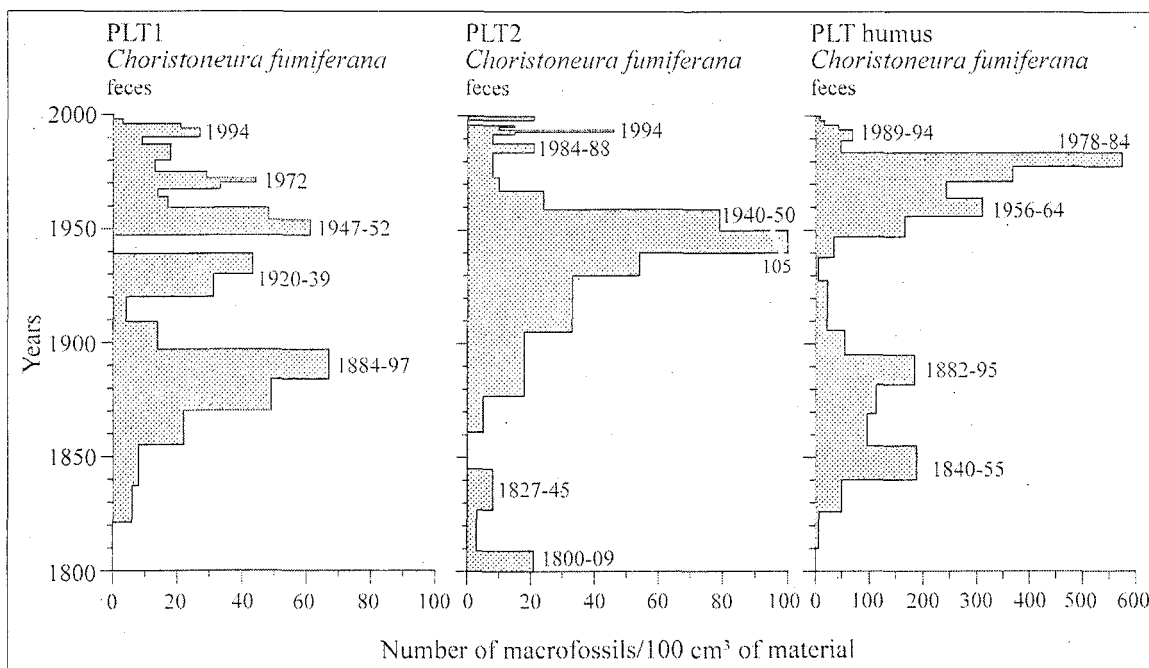 PLT1
Choristoneura fumiferana
feces
PLT2
Choristoneura fumiferana
feces
PLT humus
Choristoneura fumiferana
feces
Years
2000
1950
1900
1850
1800
1994
1972
1947-52
1920-39
1884-97
0 20 40 60 80 100
1994
1984-88
1940-50
105
1827-45
1800-09
0 20 40 60 80 100
1989-94
1978-84
1956-64
1882-95
1840-55
0 100 200 300 400 500 600
Number of macrofossils/100 cm³ of material